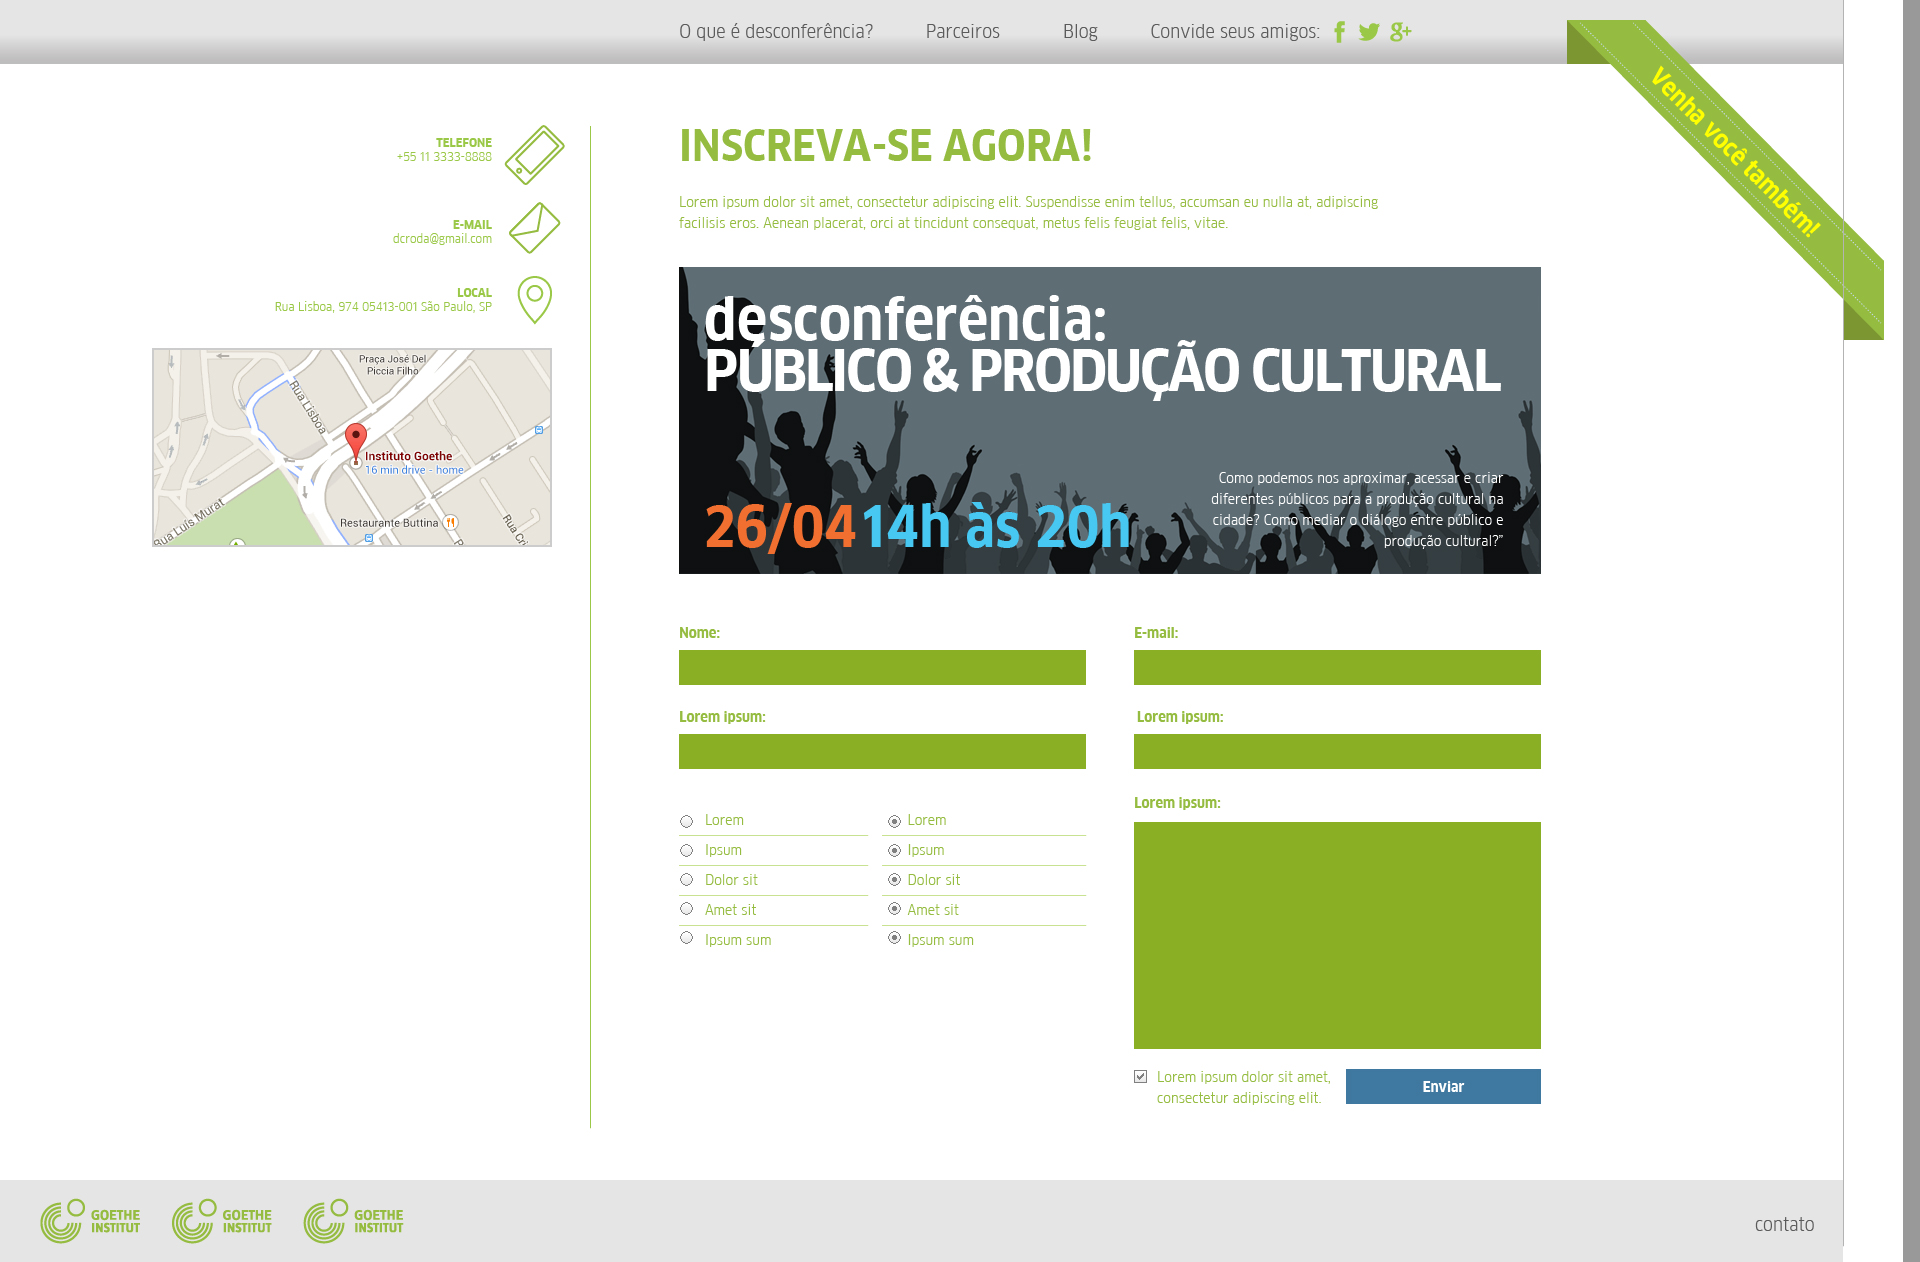 O que é desconferência? Parceiros Blog Convide seus amigos:
Venha você também!
TELEFONE
+55 11 3333-8888
E-MAIL
dcroda@gmail.com
LOCAL
Rua Lisboa, 974 05413-001 São Paulo, SP
Praça José Del
Piccia Filho
Rua Lisboa
Instituto Goethe
16 min drive - home
Rua Luís Murat
Restaurante Buttina
Rua Cri
INSCREVA-SE AGORA!
Lorem ipsum dolor sit amet, consectetur adipiscing elit. Suspendisse enim tellus, accumsan eu nulla at, adipiscing
facilisis eros. Aenean placerat, orci at tincidunt consequat, metus felis feugiat felis, vitae.
desconferência:
PÚBLICO & PRODUÇÃO CULTURAL
26/04 14h às 20h
Como podemos nos aproximar, acessar e criar
diferentes públicos para a produção cultural na
cidade? Como mediar o diálogo entre público e
produção cultural?”
Nome:
E-mail:
Lorem ipsum:
Lorem ipsum:
Lorem
Ipsum
Dolor sit
Amet sit
Ipsum sum
Lorem
Ipsum
Dolor sit
Amet sit
Ipsum sum
Lorem ipsum:
Lorem ipsum dolor sit amet,
consectetur adipiscing elit.
Enviar
GOETHE
INSTITUT
GOETHE
INSTITUT
GOETHE
INSTITUT
contato